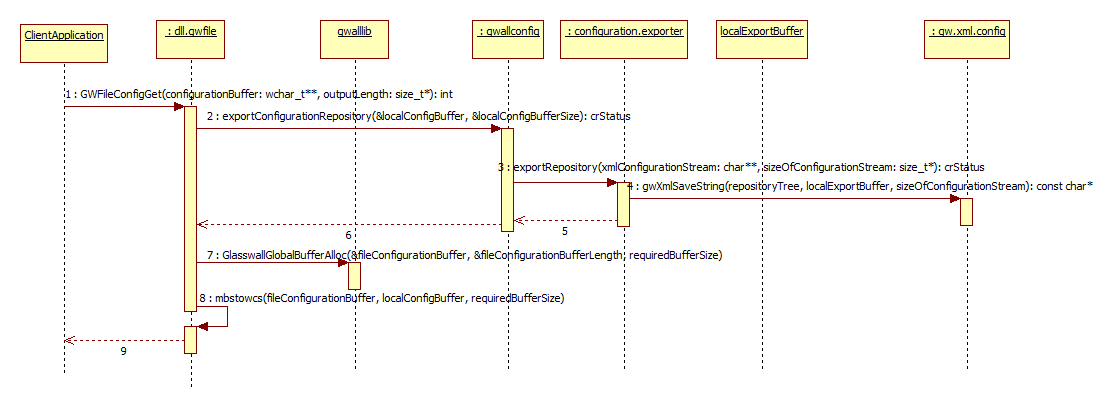 ClientApplication
: dll.gwfile
gwalllib
: gwallconfig
: configuration.exporter
localExportBuffer
: gw.xml.config
1 : GWFileConfigGet(configurationBuffer: wchar_t**, outputLength: size_t*): int
2 : exportConfigurationRepository(&localConfigBuffer, &localConfigBufferSize): crStatus
3 : exportRepository(xmlConfigurationStream: char**, sizeOfConfigurationStream: size_t*): crStatus
4 : gwXmlSaveString(repositoryTree, localExportBuffer, sizeOfConfigurationStream): const char*
5
6
7 : GlasswallGlobalBufferAlloc(&fileConfigurationBuffer, &fileConfigurationBufferLength, requiredBufferSize)
8 : mbstowcs(fileConfigurationBuffer, localConfigBuffer, requiredBufferSize)
9